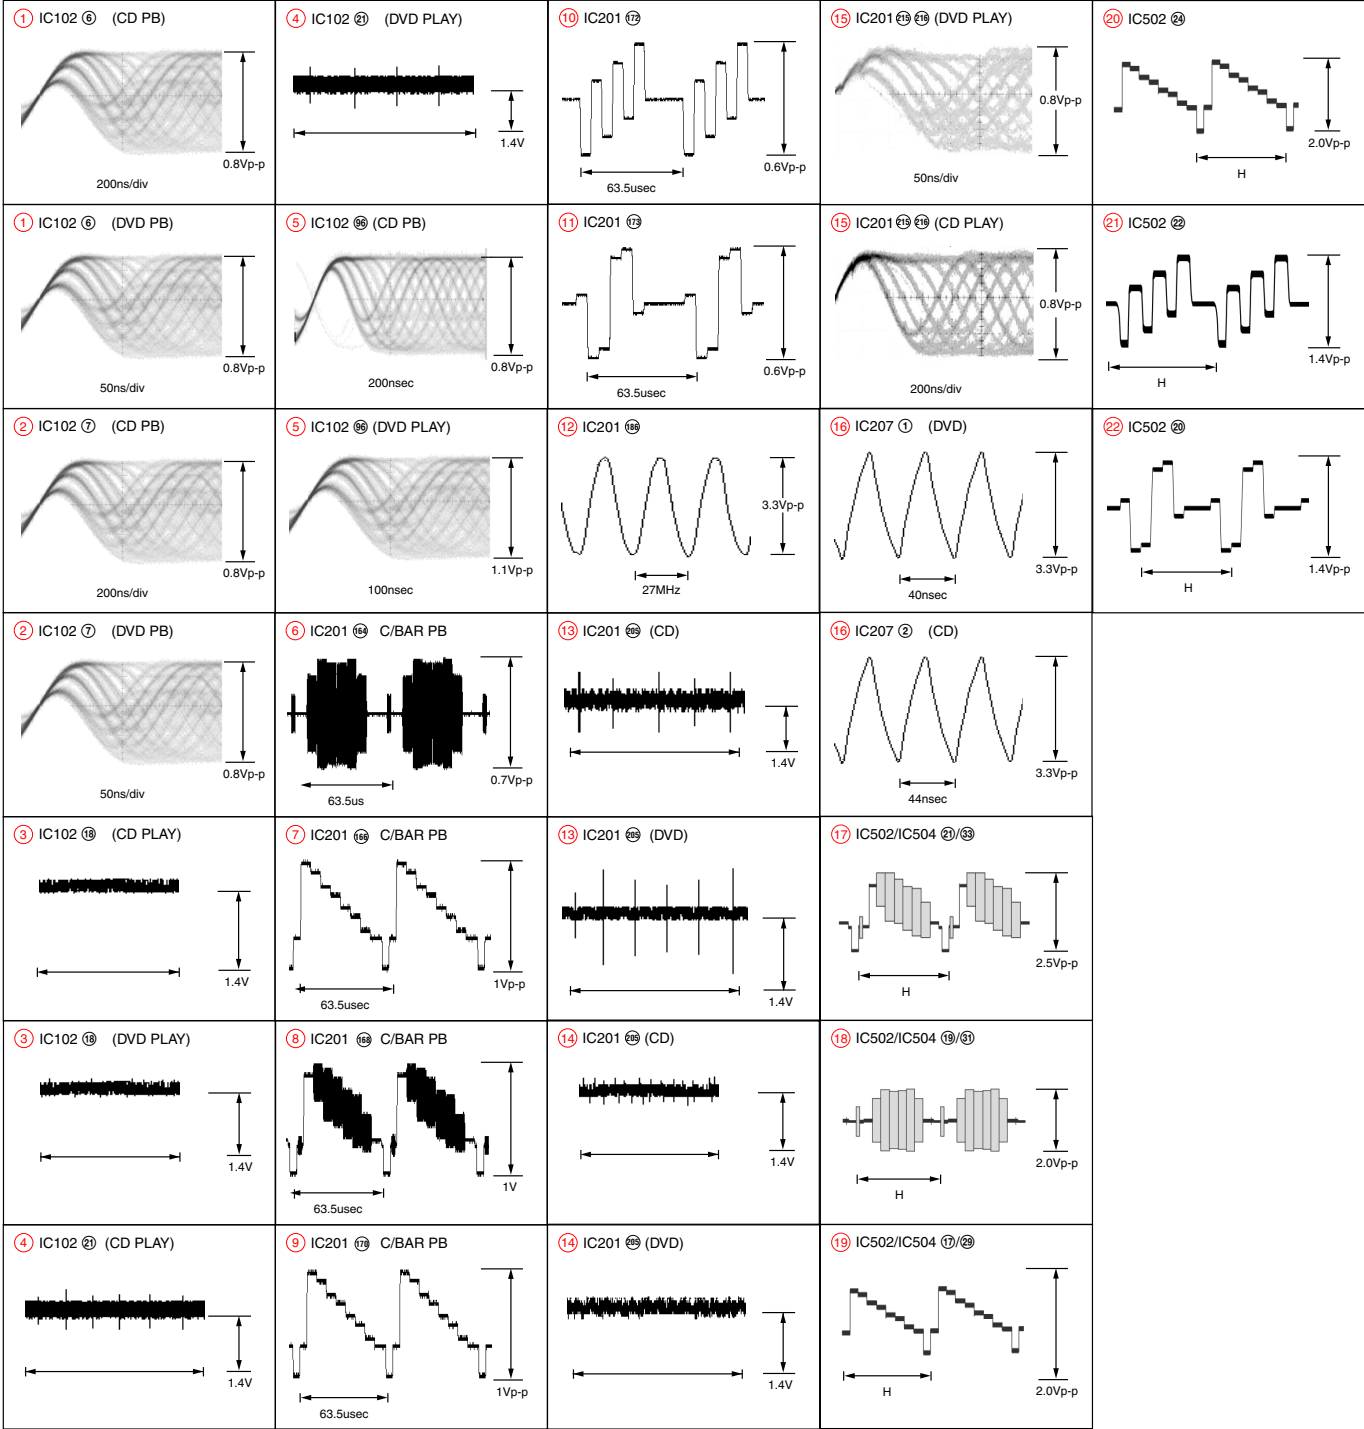 ① IC102 ⑥ (CD PB)
0.8Vp-p
200ns/div
① IC102 ⑥ (DVD PB)
0.8Vp-p
50ns/div
② IC102 ⑦ (CD PB)
0.8Vp-p
200ns/div
② IC102 ⑦ (DVD PB)
0.8Vp-p
50ns/div
③ IC102 ⑱ (CD PLAY)
1.4V
③ IC102 ⑱ (DVD PLAY)
1.4V
④ IC102 ㉑ (CD PLAY)
1.4V
④ IC102 ㉑ (DVD PLAY)
1.4V
⑤ IC102 96 (CD PB)
0.8Vp-p
200nsec
⑤ IC102 96 (DVD PLAY)
1.1Vp-p
100nsec
⑥ IC201 164 C/BAR PB
0.7Vp-p
63.5us
⑦ IC201 166 C/BAR PB
1Vp-p
63.5usec
⑧ IC201 168 C/BAR PB
1V
63.5usec
⑨ IC201 170 C/BAR PB
1Vp-p
63.5usec
⑩ IC201 172
0.6Vp-p
63.5usec
⑪ IC201 173
0.6Vp-p
63.5usec
⑫ IC201 186
3.3Vp-p
27MHz
⑬ IC201 205 (CD)
1.4V
⑬ IC201 205 (DVD)
1.4V
⑭ IC201 205 (CD)
1.4V
⑭ IC201 205 (DVD)
1.4V
⑮ IC201 215 216 (DVD PLAY)
0.8Vp-p
50ns/div
⑮ IC201 215 216 (CD PLAY)
0.8Vp-p
200ns/div
⑯ IC207 ① (DVD)
3.3Vp-p
40nsec
⑯ IC207 ② (CD)
3.3Vp-p
44nsec
⑰ IC502/IC504 ㉑/㉝
2.5Vp-p
H
⑱ IC502/IC504 ⑲/㉛
2.0Vp-p
H
⑲ IC502/IC504 ⑰/㉙
H
2.0Vp-p
⑳ IC502 ㉔
2.0Vp-p
H
㉑ IC502 ㉒
1.4Vp-p
H
㉒ IC502 ⑳
1.4Vp-p
H